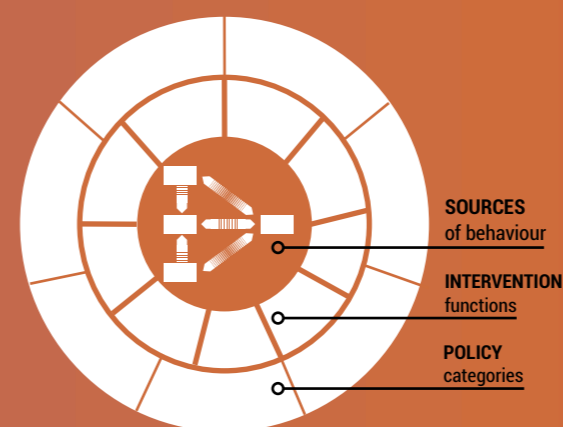 SOURCES
of behaviour
INTERVENTION
functions
POLICY
categories